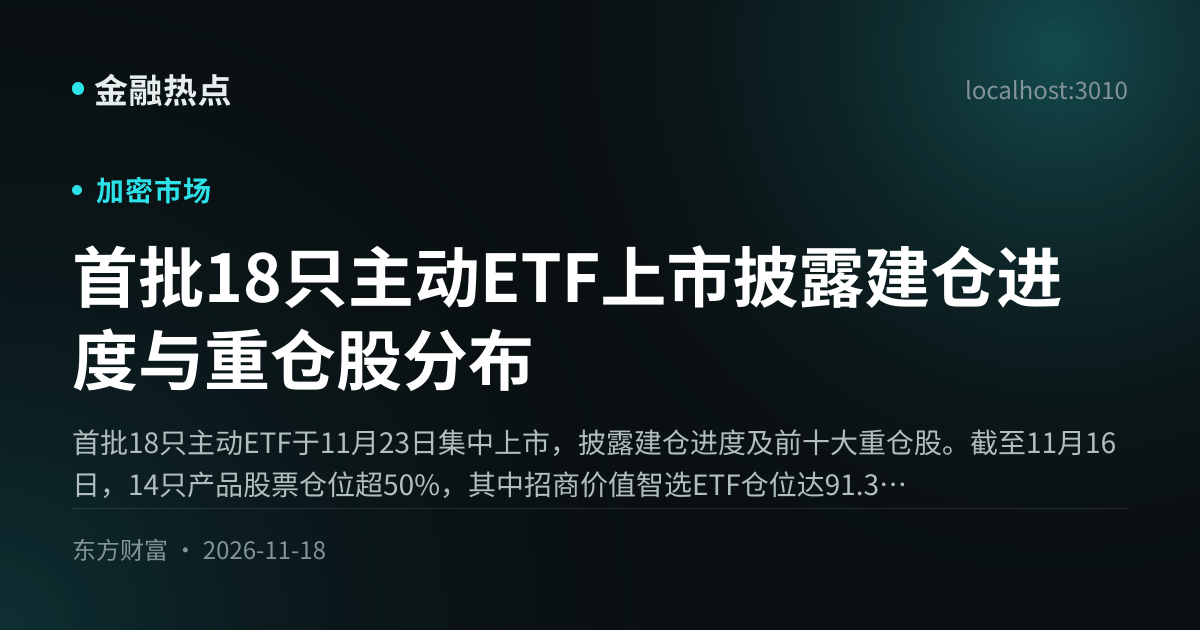 金融热点
localhost:3010
加密市场
首批18只主动ETF上市披露建仓进
度与重仓股分布
首批18只主动ETF于11月23日集中上市，披露建仓进度及前十大重仓股。截至11月16
日，14只产品股票仓位超50%，其中招商价值智选ETF仓位达91.3…
东方财富 • 2026-11-18